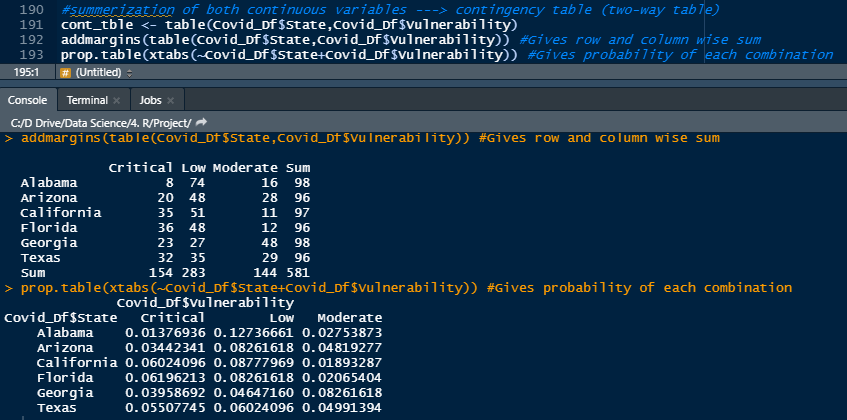 190 #summerization of both continuous variables ---> contingency table (two-way table)
191 cont_tble <- table(Covid_Df$State,Covid_Df$Vulnerability)
192 addmargins(table(Covid_Df$State,Covid_Df$Vulnerability)) #Gives row and column wise sum
193 prop.table(xtabs(~Covid_Df$State+Covid_Df$Vulnerability)) #Gives probability of each combination
195:1 # (Untitled)
Console Terminal Jobs
C:/D Drive/Data Science/4. R/Project/
> addmargins(table(Covid_Df$State,Covid_Df$Vulnerability)) #Gives row and column wise sum
Critical Low Moderate Sum
Alabama 8 74 16 98
Arizona 20 48 28 96
California 35 51 11 97
Florida 36 48 12 96
Georgia 23 27 48 98
Texas 32 35 29 96
Sum 154 283 144 581
> prop.table(xtabs(~Covid_Df$State+Covid_Df$Vulnerability)) #Gives probability of each combination
Covid_Df$Vulnerability
Covid_Df$State Critical Low Moderate
Alabama 0.01376936 0.12736661 0.02753873
Arizona 0.03442341 0.08261618 0.04819277
California 0.06024096 0.08777969 0.01893287
Florida 0.06196213 0.08261618 0.02065404
Georgia 0.03958692 0.04647160 0.08261618
Texas 0.05507745 0.06024096 0.04991394